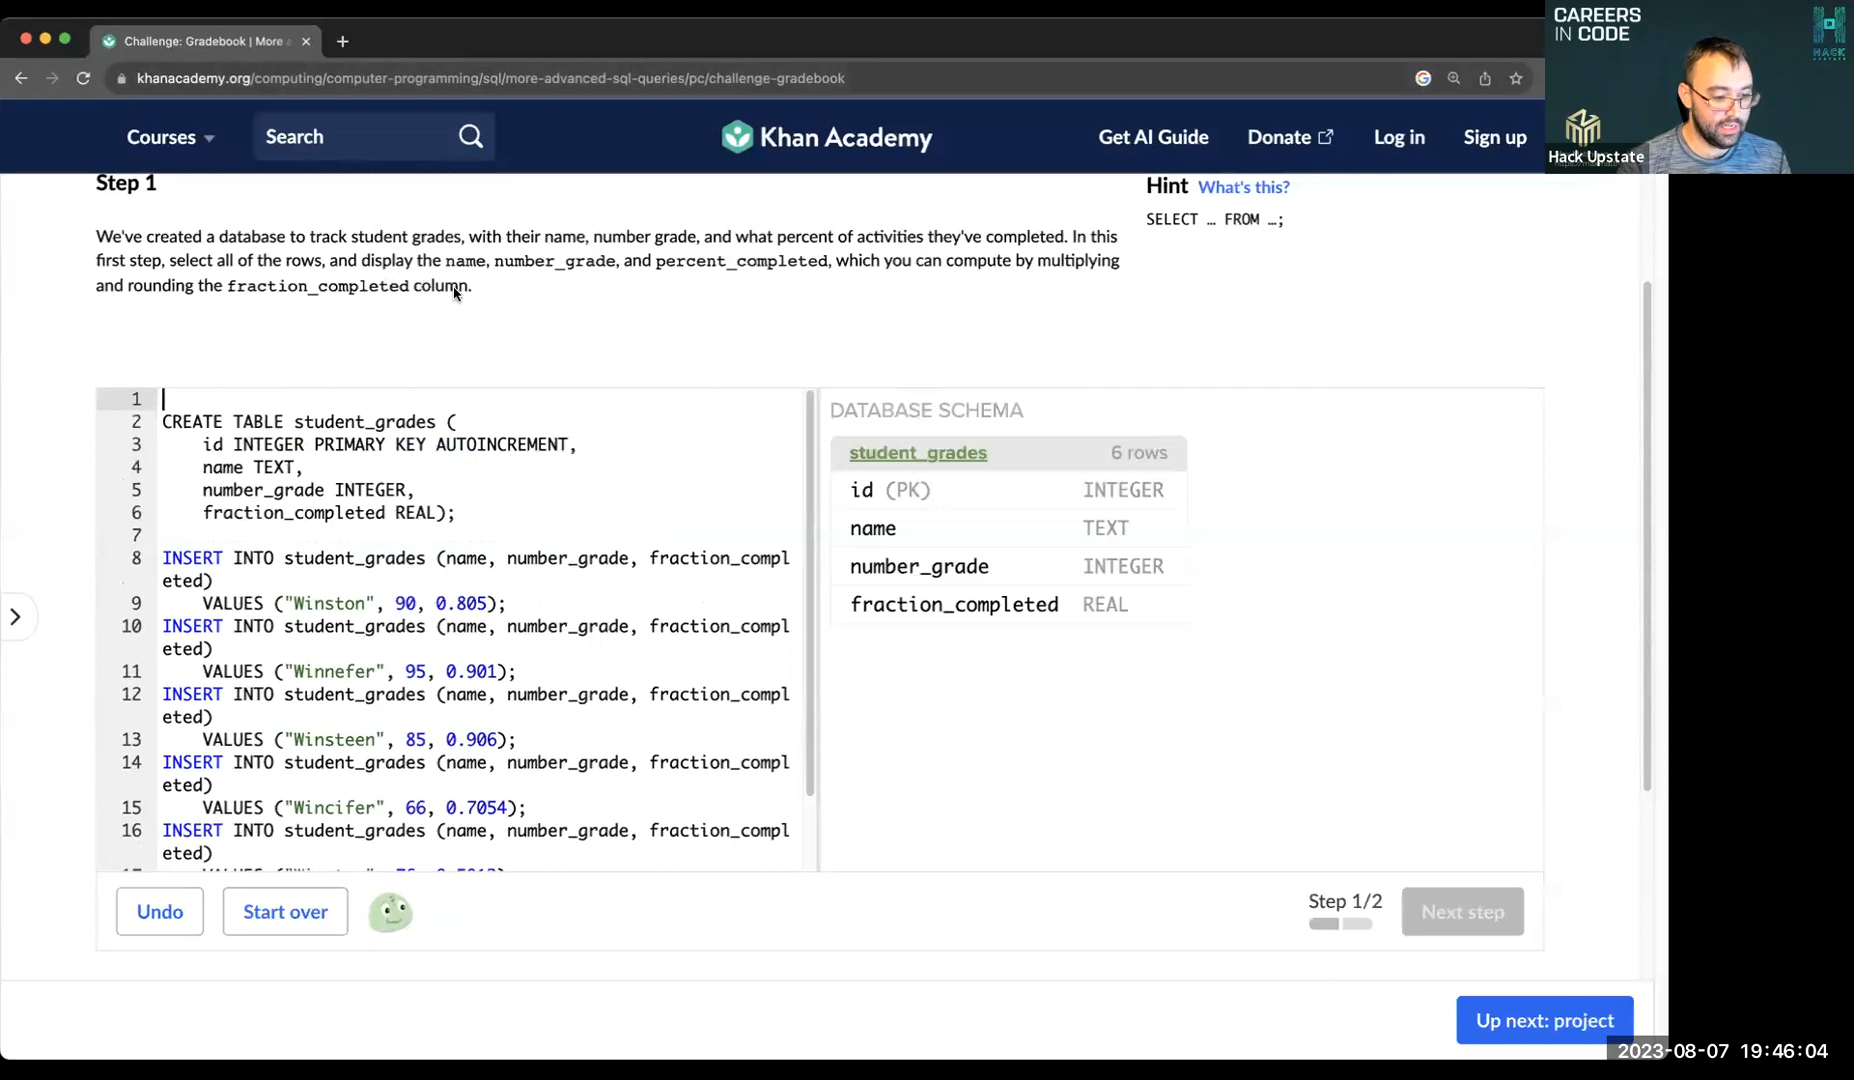 Challenge: Gradebook | More a
khanacademy.org/computing/computer-programming/sql/more-advanced-sql-queries/pc/challenge-gradebook
CAREERS
IN CODE
HACK
UPSTATE
Hack Upstate
Courses
Search
Khan Academy
Get AI Guide
Donate
Log in
Sign up
Step 1
We've created a database to track student grades, with their name, number grade, and what percent of activities they've completed. In this
first step, select all of the rows, and display the name, number_grade, and percent_completed, which you can compute by multiplying
and rounding the fraction_completed column.
Hint What's this?
SELECT … FROM …;
1
2 CREATE TABLE student_grades (
3 id INTEGER PRIMARY KEY AUTOINCREMENT,
4 name TEXT,
5 number_grade INTEGER,
6 fraction_completed REAL);
7
8 INSERT INTO student_grades (name, number_grade, fraction_compl
eted)
9 VALUES ("Winston", 90, 0.805);
10 INSERT INTO student_grades (name, number_grade, fraction_compl
eted)
11 VALUES ("Winnefer", 95, 0.901);
12 INSERT INTO student_grades (name, number_grade, fraction_compl
eted)
13 VALUES ("Winsteen", 85, 0.906);
14 INSERT INTO student_grades (name, number_grade, fraction_compl
eted)
15 VALUES ("Wincifer", 66, 0.7054);
16 INSERT INTO student_grades (name, number_grade, fraction_compl
eted)
DATABASE SCHEMA
student_grades 6 rows
id (PK) INTEGER
name TEXT
number_grade INTEGER
fraction_completed REAL
Undo
Start over
Step 1/2
Next step
Up next: project
2023-08-07 19:46:04